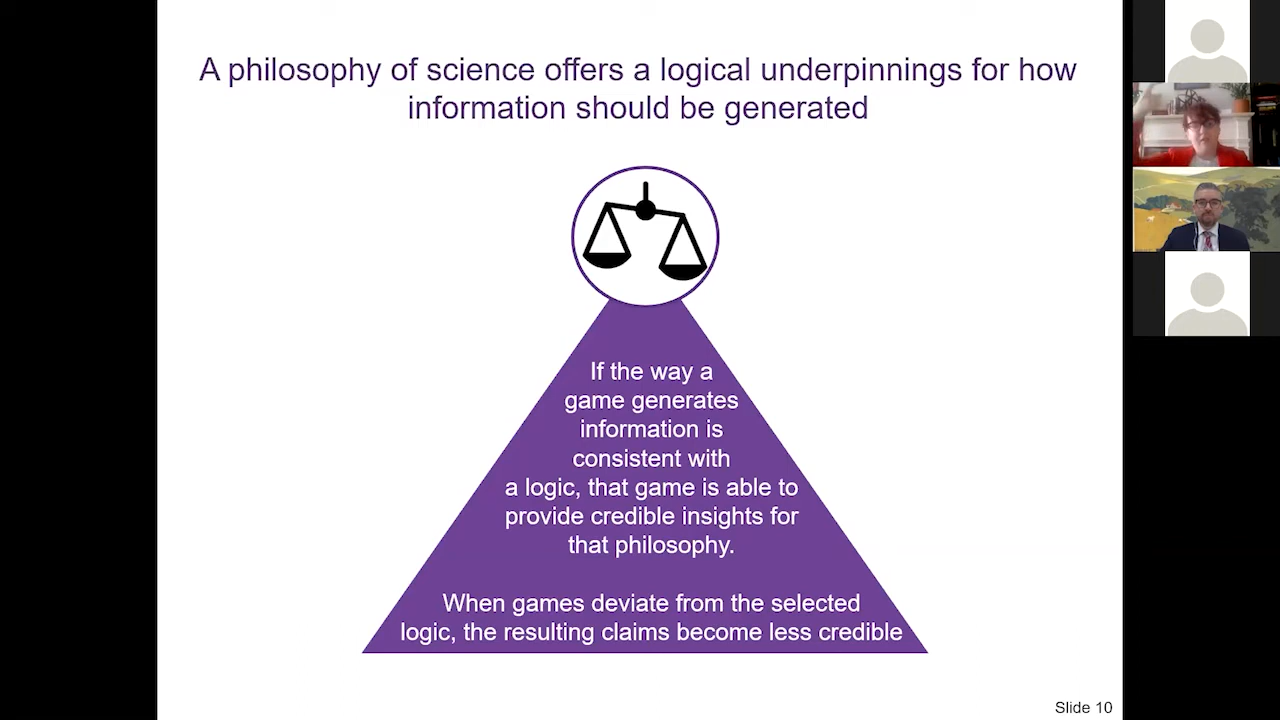 A philosophy of science offers a logical underpinnings for how
information should be generated
If the way a
game generates
information is
consistent with
a logic, that game is able to
provide credible insights for
that philosophy.
When games deviate from the selected
logic, the resulting claims become less credible
Slide 10